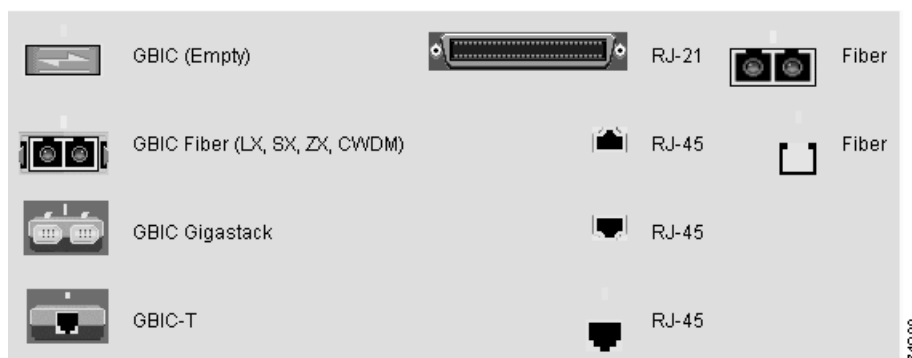 GBIC (Empty)
RJ-21
Fiber
GBIC Fiber (LX, SX, ZX, CWDM)
RJ-45
Fiber
GBIC Gigastack
RJ-45
GBIC-T
RJ-45